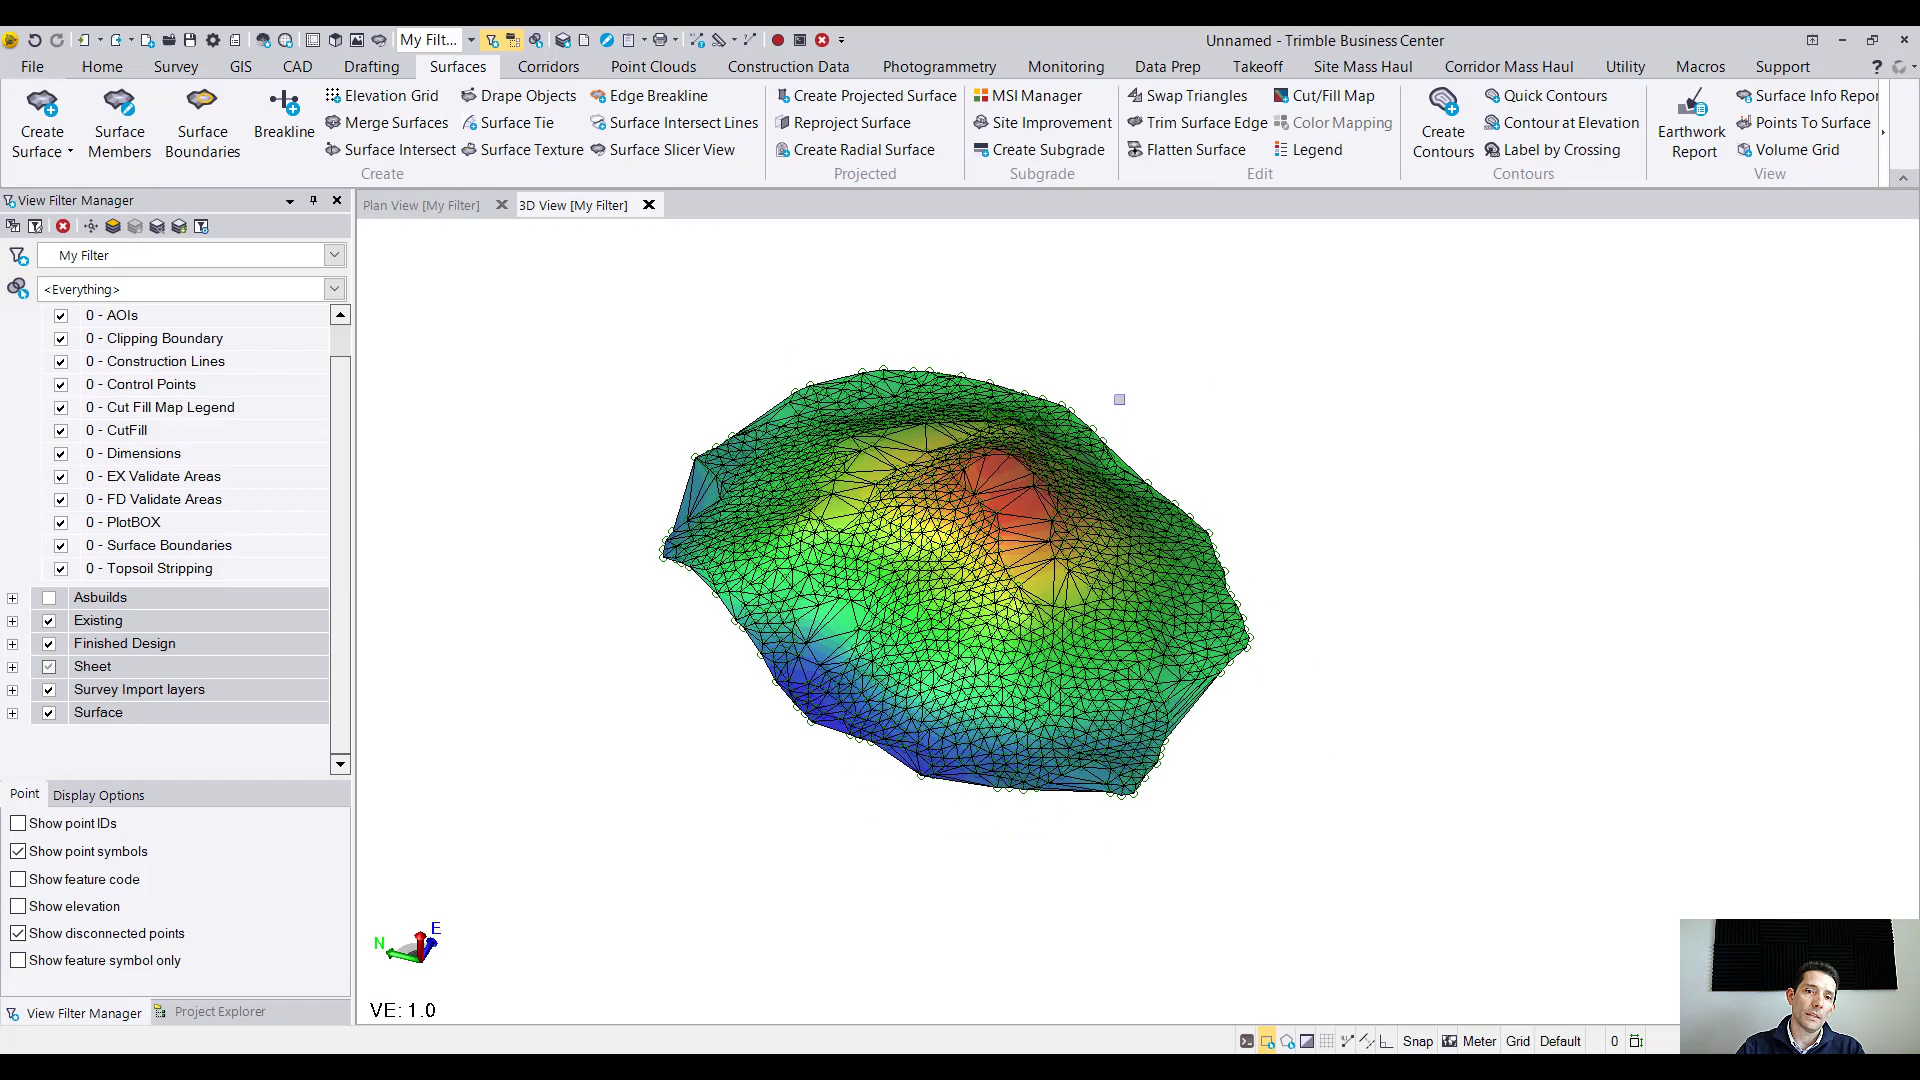 My Filt...
Unnamed - Trimble Business Center
File Home Survey GIS CAD Drafting Surfaces Corridors Point Clouds Construction Data Photogrammetry Monitoring Data Prep Takeoff Site Mass Haul Corridor Mass Haul Utility Macros Support
Create Surface
Surface Members
Surface Boundaries
Breakline
Elevation Grid
Merge Surfaces
Surface Intersect
Drape Objects
Surface Tie
Surface Texture
Edge Breakline
Surface Intersect Lines
Surface Slicer View
Create
Create Projected Surface
Reproject Surface
Create Radial Surface
Projected
MSI Manager
Site Improvement
Create Subgrade
Subgrade
Swap Triangles
Trim Surface Edge
Flatten Surface
Cut/Fill Map
Color Mapping
Legend
Edit
Create Contours
Quick Contours
Contour at Elevation
Label by Crossing
Contours
Earthwork Report
Surface Info Repor
Points To Surface
Volume Grid
View
View Filter Manager
My Filter
<Everything>
0 - AOIs
0 - Clipping Boundary
0 - Construction Lines
0 - Control Points
0 - Cut Fill Map Legend
0 - CutFill
0 - Dimensions
0 - EX Validate Areas
0 - FD Validate Areas
0 - PlotBOX
0 - Surface Boundaries
0 - Topsoil Stripping
Asbuilds
Existing
Finished Design
Sheet
Survey Import layers
Surface
Point Display Options
Show point IDs
Show point symbols
Show feature code
Show elevation
Show disconnected points
Show feature symbol only
View Filter Manager Project Explorer
Plan View [My Filter]
3D View [My Filter]
E
N
VE: 1.0
Snap Meter Grid Default 0